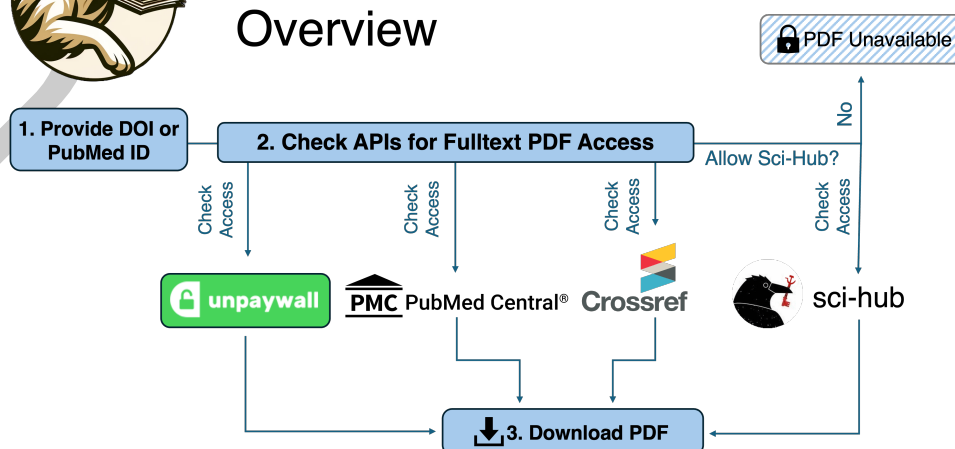 Overview
PDF Unavailable
1. Provide DOI or
PubMed ID
2. Check APIs for Fulltext PDF Access
No
Allow Sci-Hub?
Check
Access
Check
Access
Check
Access
Check
Access
unpaywall
PMC PubMed Central®
Crossref
sci-hub
3. Download PDF